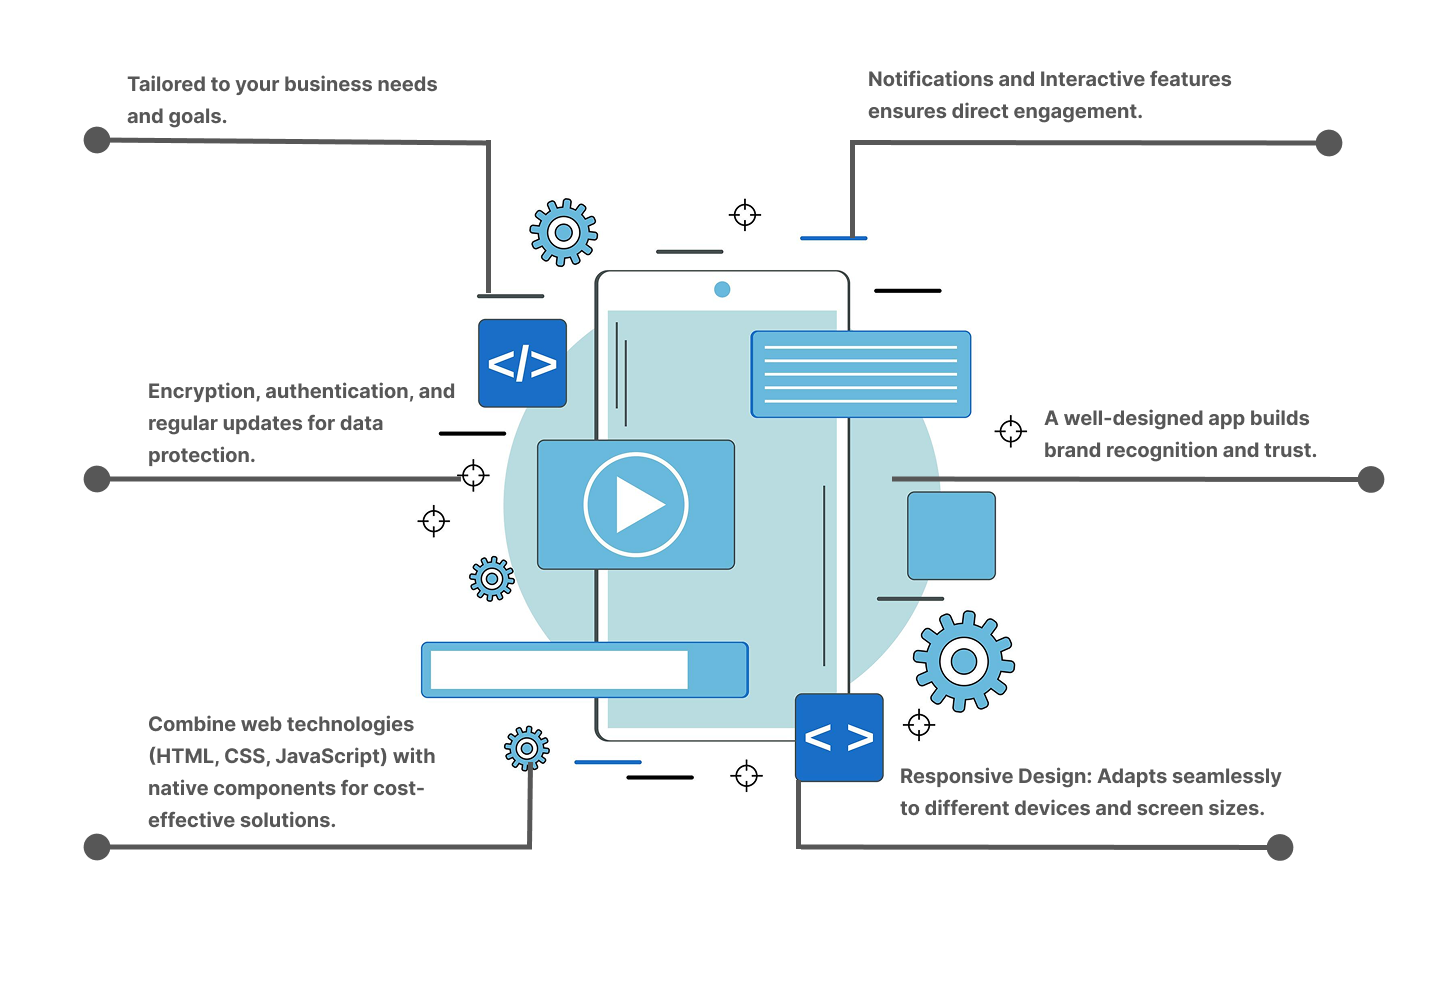 Tailored to your business needs
and goals.
Notifications and Interactive features
ensures direct engagement.
</>
Encryption, authentication, and
regular updates for data
protection.
A well-designed app builds
brand recognition and trust.
Combine web technologies
(HTML, CSS, JavaScript) with
native components for cost-
effective solutions.
< >
Responsive Design: Adapts seamlessly
to different devices and screen sizes.